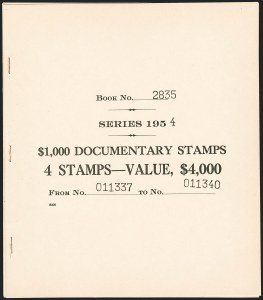 Book No. 2835
SERIES 1954
$1,000 DOCUMENTARY STAMPS
4 STAMPS—VALUE, $4,000
From No. 011337 to No. 011340